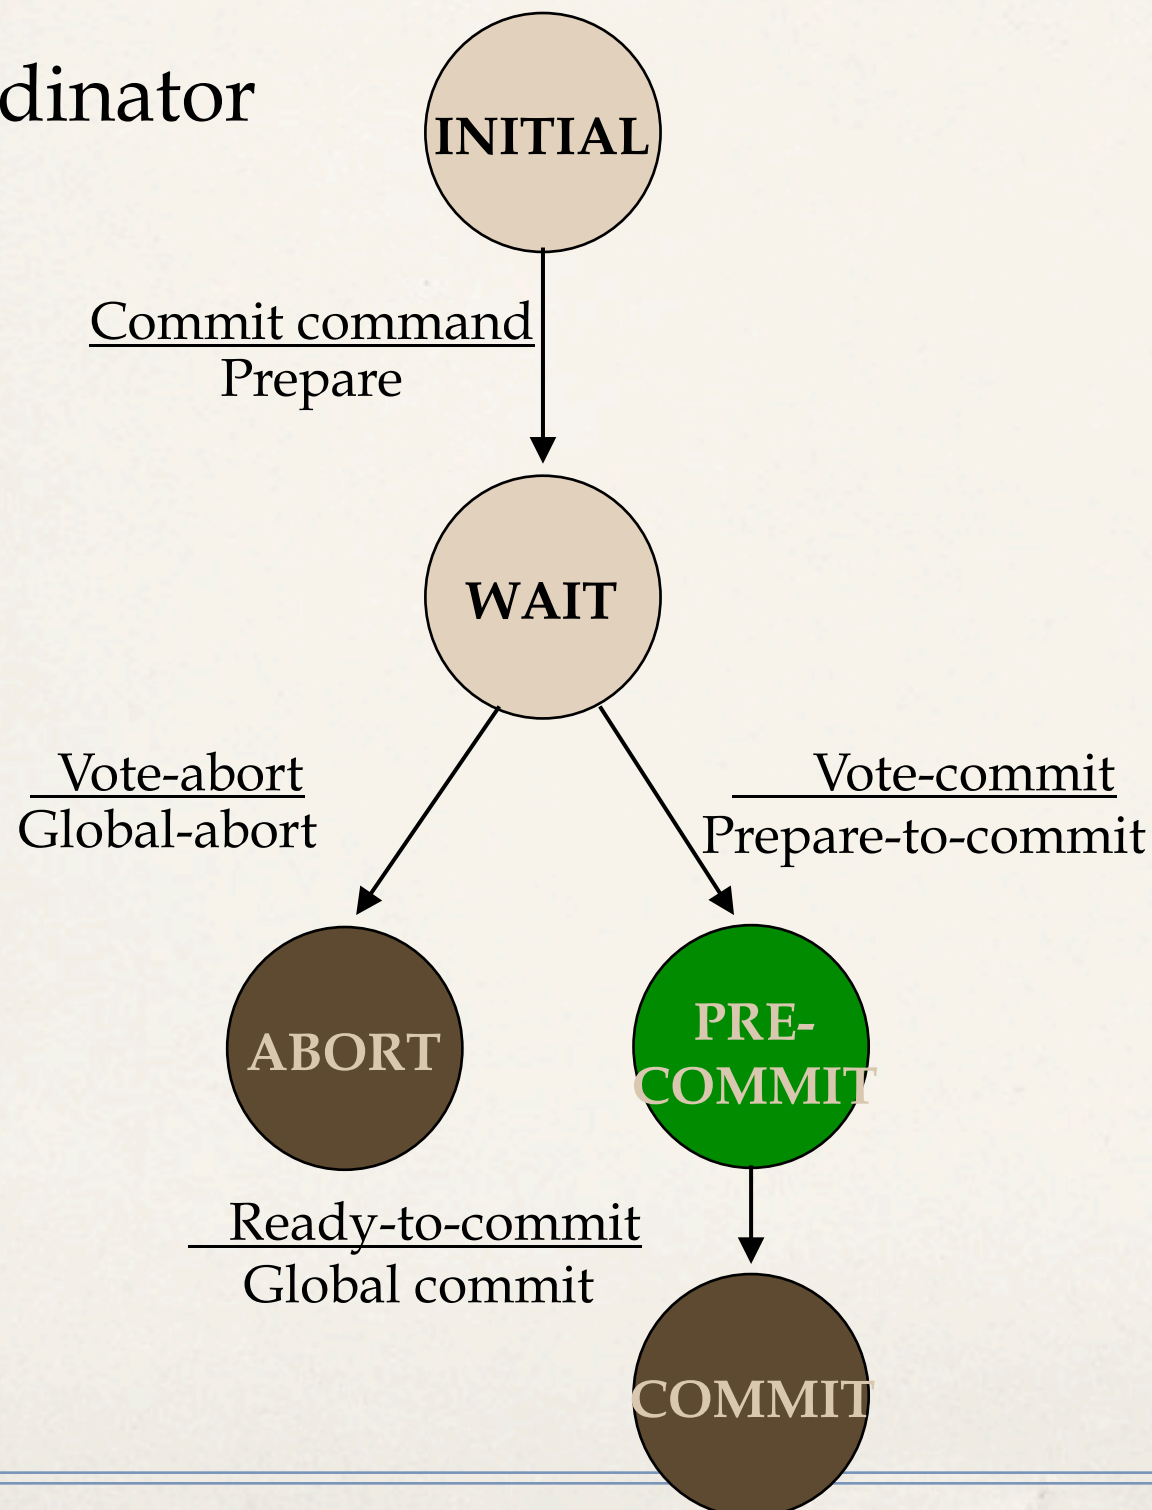 dinator
INITIAL
Commit command
Prepare
WAIT
Vote-abort
Global-abort
Vote-commit
Prepare-to-commit
ABORT
PRE-
COMMIT
Ready-to-commit
Global commit
COMMIT